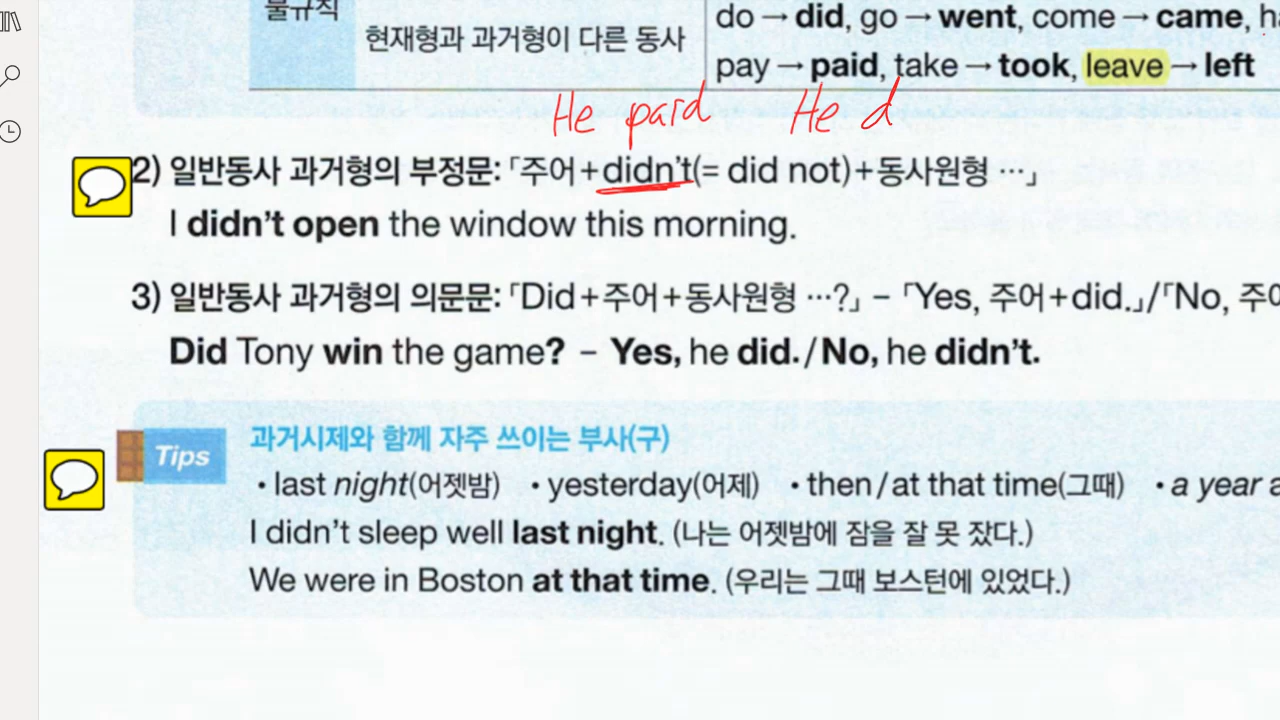 불규칙
do → did, go → went, come → came,
현재형과 과거형이 다른 동사
pay → paid, take → took, leave → left
He paid He d
2) 일반동사 과거형의 부정문: 「주어+didn't(= did not)+동사원형 …」
I didn't open the window this morning.
3) 일반동사 과거형의 의문문: 「Did+주어+동사원형 …?」 – 「Yes, 주어+did.」/「No,
Did Tony win the game? – Yes, he did. / No, he didn't.
Tips 과거시제와 함께 자주 쓰이는 부사(구)
• last night(어젯밤) • yesterday(어제) • then/at that time(그때) • a year
I didn't sleep well last night. (나는 어젯밤에 잠을 잘 못 잤다.)
We were in Boston at that time. (우리는 그때 보스턴에 있었다.)